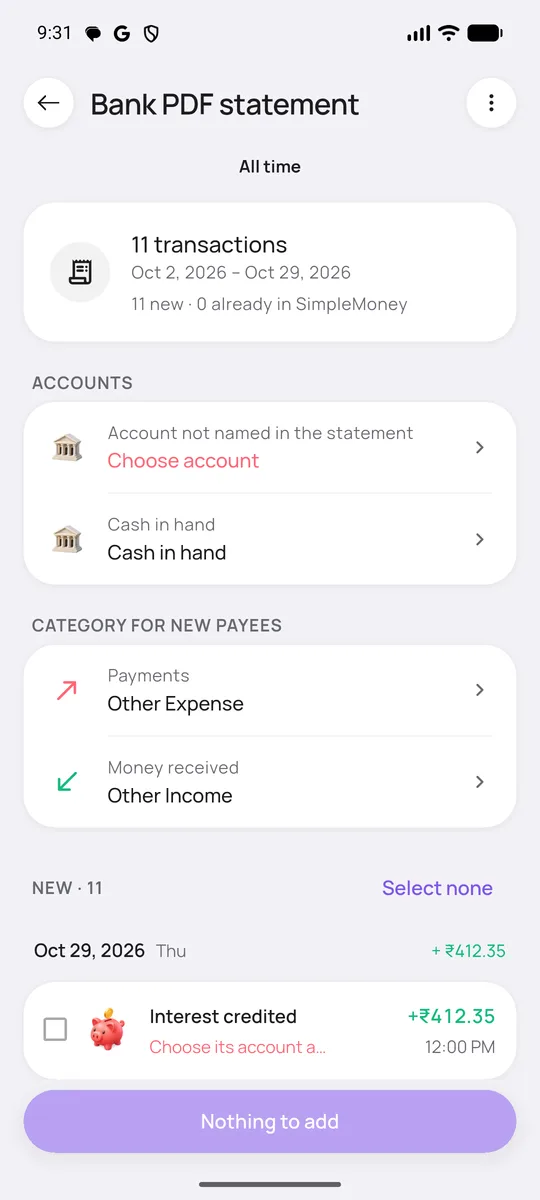 9:31
Bank PDF statement
All time
11 transactions
Oct 2, 2026 – Oct 29, 2026
11 new · 0 already in SimpleMoney
ACCOUNTS
Account not named in the statement
Choose account
Cash in hand
Cash in hand
CATEGORY FOR NEW PAYEES
Payments
Other Expense
Money received
Other Income
NEW · 11 Select none
Oct 29, 2026 Thu + ₹412.35
Interest credited +₹412.35
Choose its account a... 12:00 PM
Nothing to add